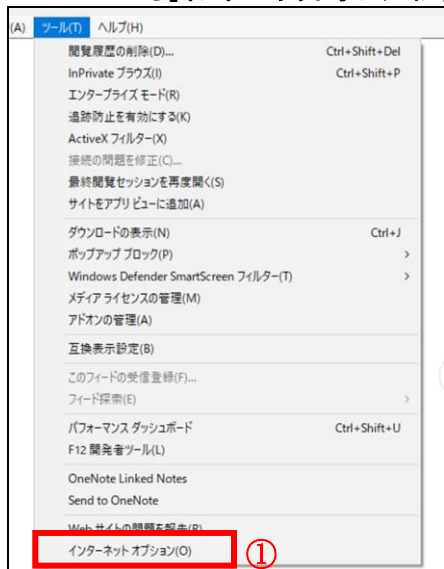 (A) ツール(T) ヘルプ(H)
閲覧履歴の削除(D)... Ctrl+Shift+Del
InPrivate ブラウズ(I) Ctrl+Shift+P
エンタープライズ モード(R)
追跡防止を有効にする(K)
ActiveX フィルター(X)
接続の問題を修正(C)...
最終閲覧セッションを再度開く(S)
サイトをアプリ ビューに追加(A)
ダウンロードの表示(N) Ctrl+J
ポップアップ ブロック(P) >
Windows Defender SmartScreen フィルター(T) >
メディア ライセンスの管理(M)
アドオンの管理(A)
互換表示設定(B)
このフィードの受信登録(F)...
フィード探索(E) >
パフォーマンス ダッシュボード Ctrl+Shift+U
F12 開発者ツール(L)
OneNote Linked Notes
Send to OneNote
Web サイトの問題を報告(R)
インターネット オプション(O) ①